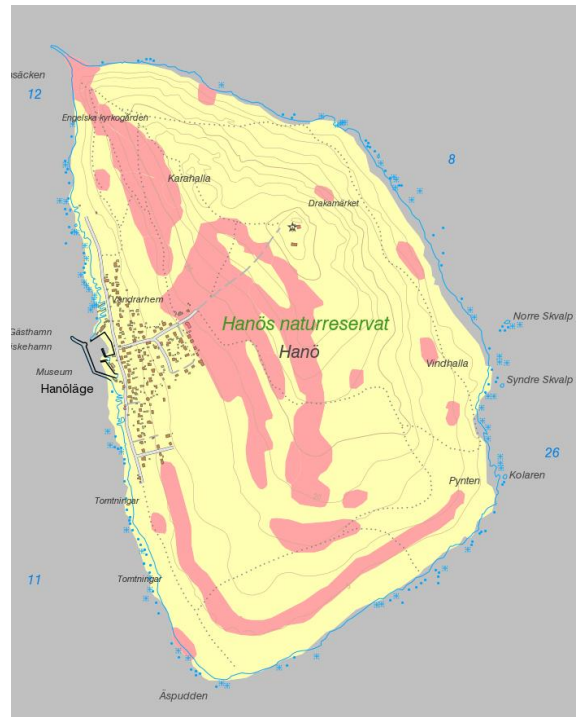 12
Engelska kyrkogården
8
Karahalla
Drakamärket
Vandrarhem
Norre Skvalp
Hanös naturreservat
Gästhamn
Hanö
Vindhalla
Museum
Syndre Skvalp
Hanöläge
26
Kolaren
Pynten
Tomtningar
Tomtningar
11
Äspudden